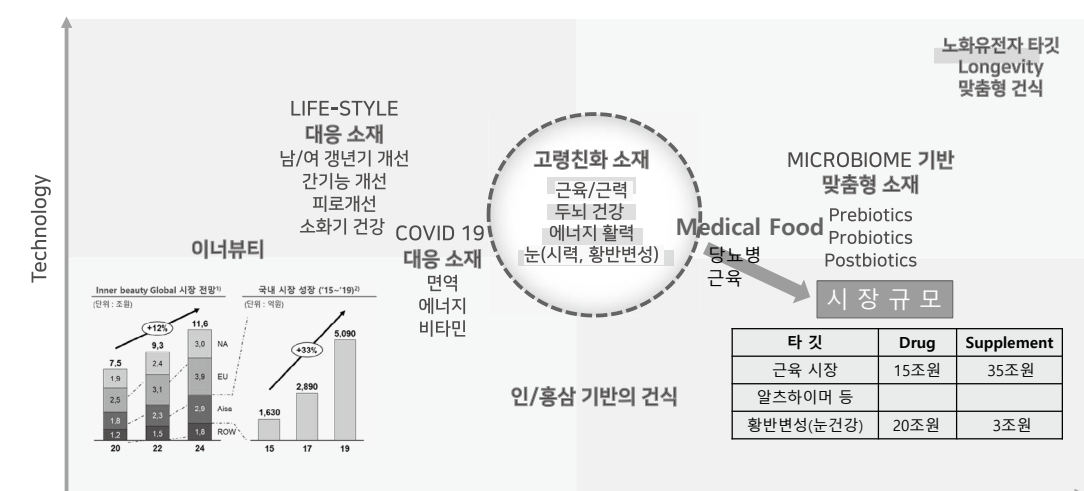 노화유전자 타깃
Longevity
맞춤형 건식
LIFE-STYLE
대응 소재
남/여 갱년기 개선
간기능 개선
피로개선
소화기 건강
고령친화 소재
근육/근력
두뇌 건강
에너지 활력
눈(시력, 황반변성)
MICROBIOME 기반
맞춤형 소재
Prebiotics
Probiotics
Postbiotics
Technology
이너뷰티
COVID 19
대응 소재
면역
에너지
비타민
Medical Food
당뇨병
근육
시장규모
Inner beauty Global 시장 전망1)
(단위 : 조원)
+12%
7,5
9,3
11,6
1,9
2,5
1,8
1,2
2.4
3,1
2,3
1,5
3,0
3,9
2,9
1,8
NA
EU
Aisa
ROW
20
22
24
국내 시장 성장 ('15~'19)2)
(단위 : 억원)
+33%
1,630
2,890
5,090
15
17
19
인/홍삼 기반의 건식
타 깃 Drug Supplement
근육 시장 15조원 35조원
알츠하이머 등
황반변성(눈건강) 20조원 3조원